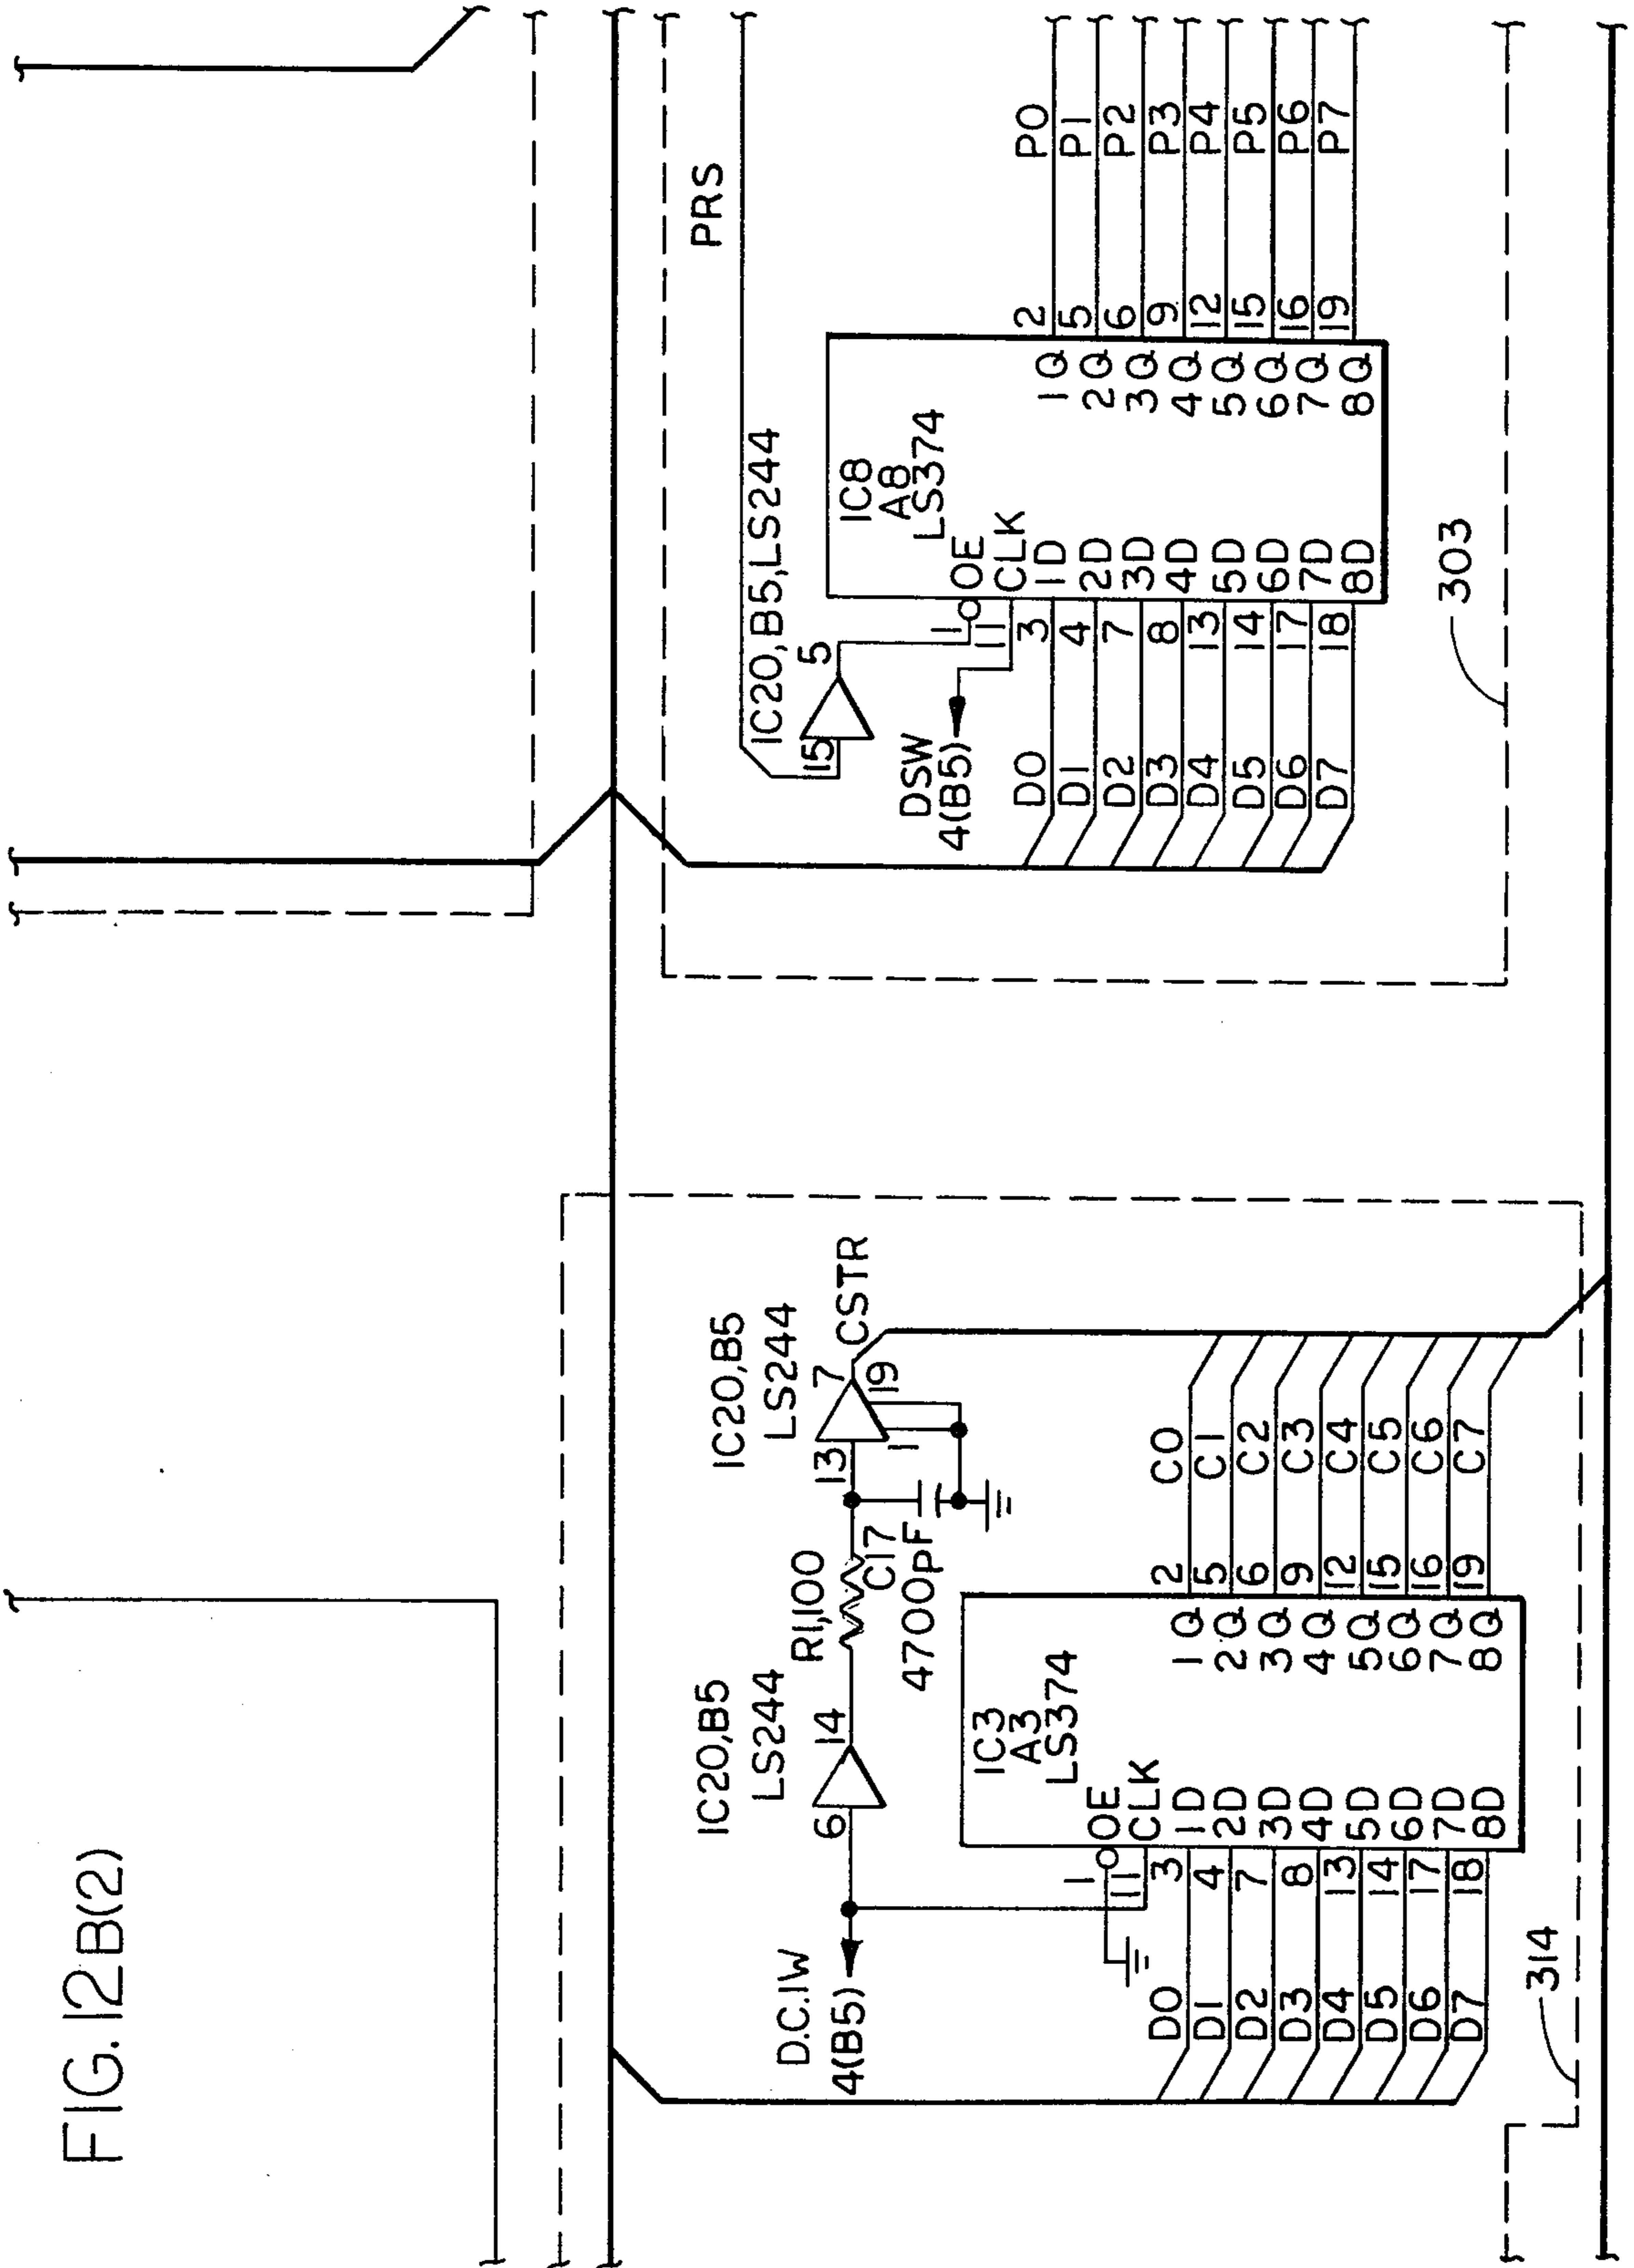 FIG. 12B(2)
D.C.1W
4(B5)
IC20,B5
LS244
6
14
R1,100
C17
4700pF
IC20,B5
LS244
13
7
1
19
CSTR
IC3
A3
LS374
1
OE
11
CLK
D0 3 1D 1Q 2 C0
D1 4 2D 2Q 5 C1
D2 7 3D 3Q 6 C2
D3 8 4D 4Q 9 C3
D4 13 5D 5Q 12 C4
D5 14 6D 6Q 15 C5
D6 17 7D 7Q 16 C6
D7 18 8D 8Q 19 C7
314
PRS
IC20,B5,LS244
15
5
DSW
4(B5)
IC8
A8
LS374
1
OE
11
CLK
D0 3 1D 1Q 2 P0
D1 4 2D 2Q 5 P1
D2 7 3D 3Q 6 P2
D3 8 4D 4Q 9 P3
D4 13 5D 5Q 12 P4
D5 14 6D 6Q 15 P5
D6 17 7D 7Q 16 P6
D7 18 8D 8Q 19 P7
303